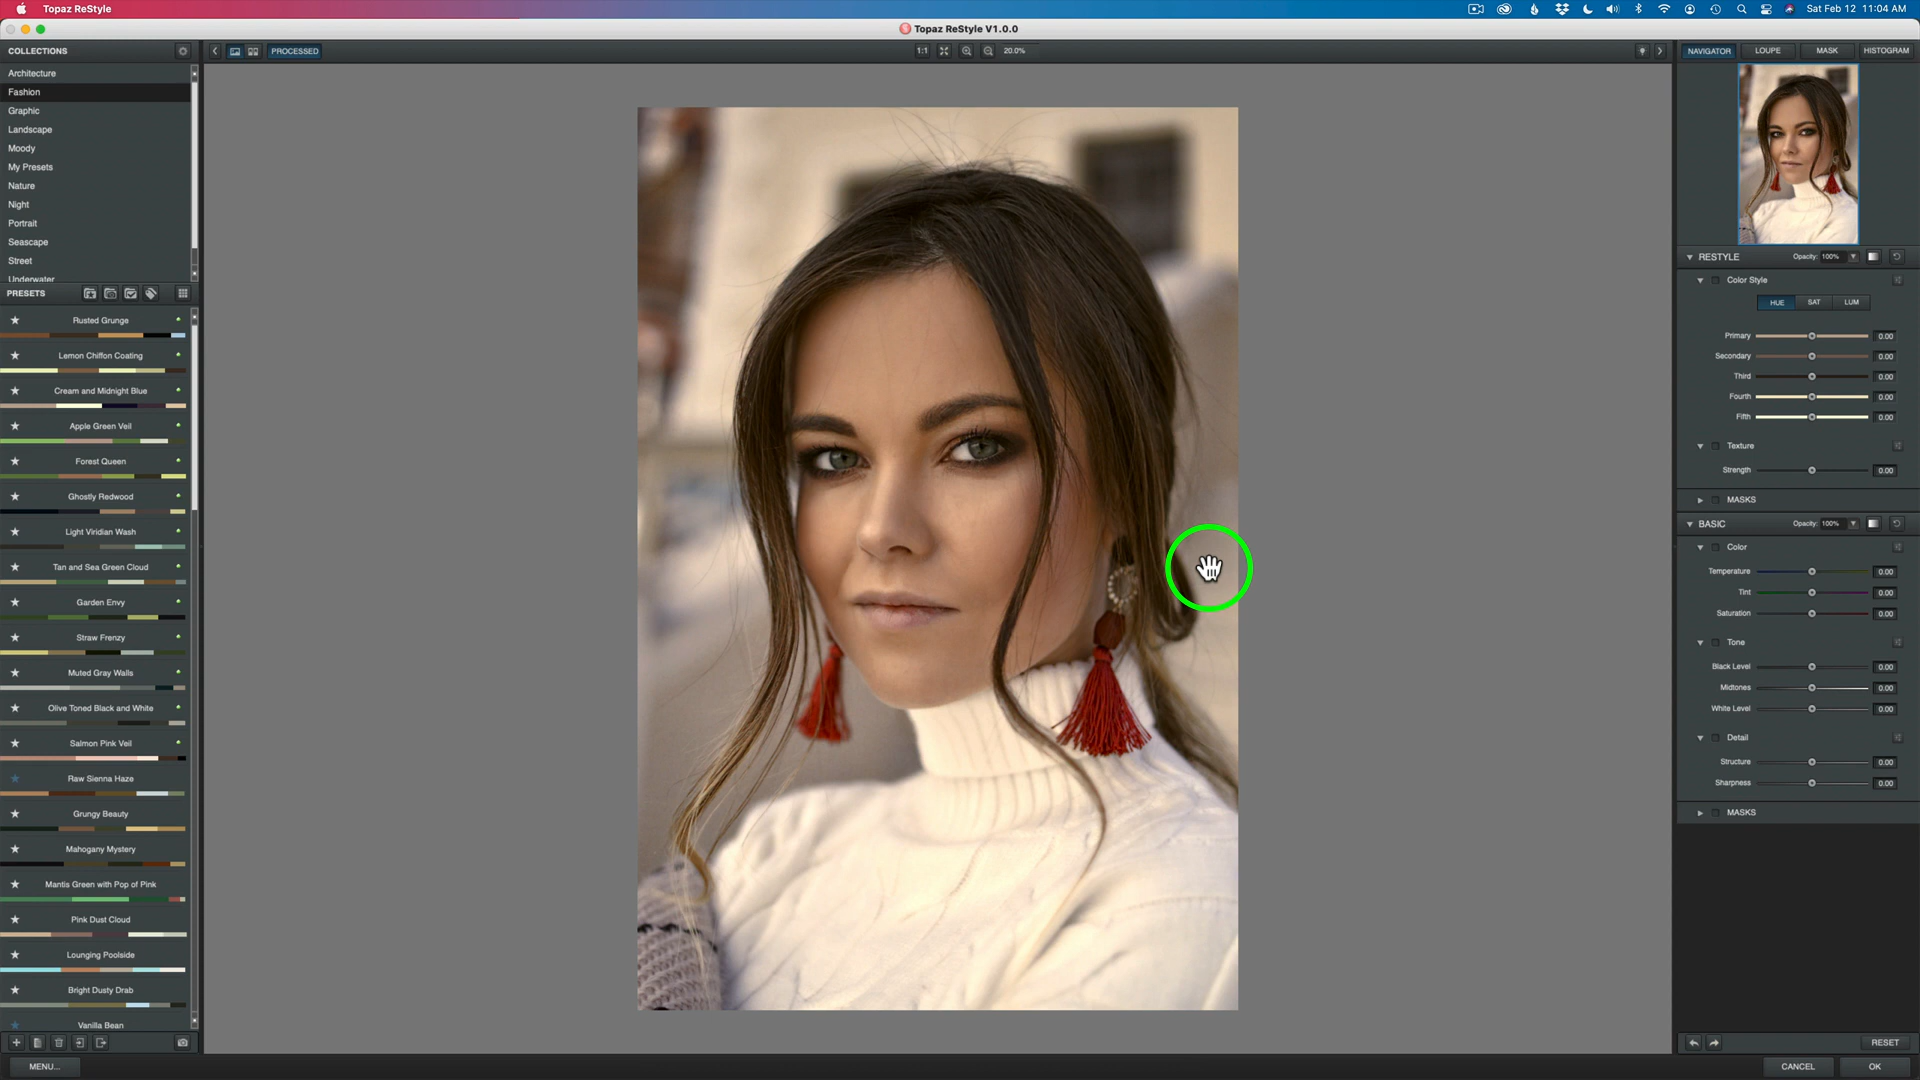 Topaz ReStyle
Sat Feb 12 11:04 AM
Topaz ReStyle V1.0.0
COLLECTIONS
PROCESSED
1:1
20.0%
NAVIGATOR
LOUPE
MASK
HISTOGRAM
Architecture
Fashion
Graphic
Landscape
Moody
My Presets
Nature
Night
Portrait
Seascape
Street
Underwater
PRESETS
Rusted Grunge
Lemon Chiffon Coating
Cream and Midnight Blue
Apple Green Veil
Forest Queen
Ghostly Redwood
Light Viridian Wash
Tan and Sea Green Cloud
Garden Envy
Straw Frenzy
Muted Gray Walls
Olive Toned Black and White
Salmon Pink Veil
Raw Sienna Haze
Grungy Beauty
Mahogany Mystery
Mantis Green with Pop of Pink
Pink Dust Cloud
Lounging Poolside
Bright Dusty Drab
Vanilla Bean
MENU...
RESTYLE Opacity: 100%
Color Style
HUE SAT LUM
Primary 0.00
Secondary 0.00
Third 0.00
Fourth 0.00
Fifth 0.00
Texture
Strength 0.00
MASKS
BASIC Opacity: 100%
Color
Temperature 0.00
Tint 0.00
Saturation 0.00
Tone
Black Level 0.00
Midtones 0.00
White Level 0.00
Detail
Structure 0.00
Sharpness 0.00
MASKS
RESET
CANCEL
OK